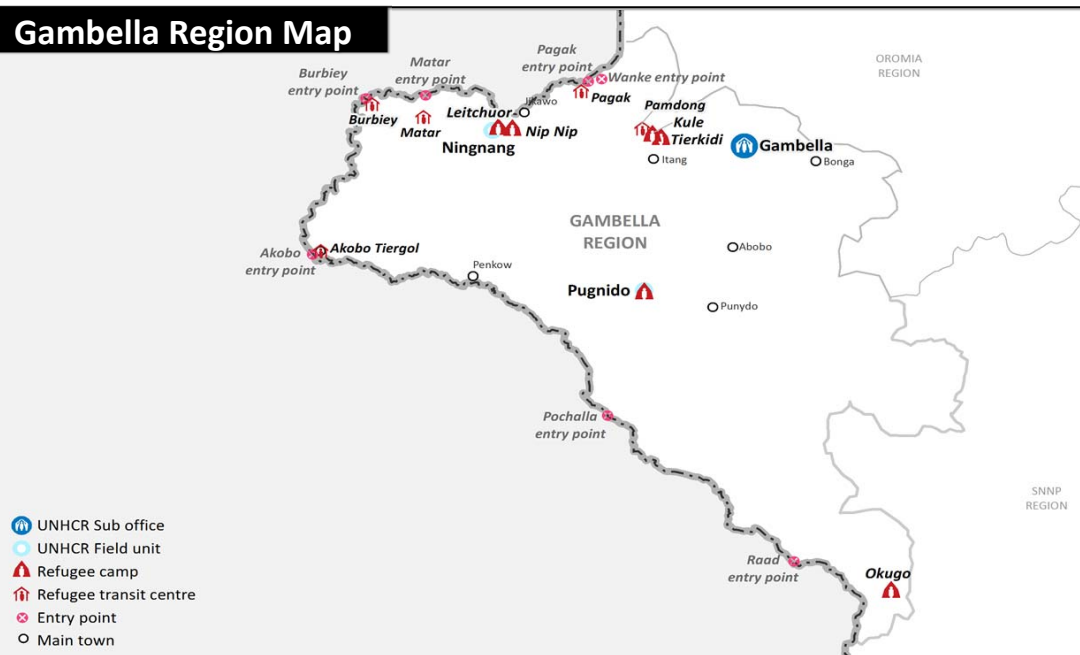 Gambella Region Map
Pagak
entry point
OROMIA
REGION
Matar
entry point
Burbiey
entry point
Wanke entry point
Pagak
Jikawo
Leitchuor
Burbiey
Matar
Nip Nip
Ningnang
Pamdong
Kule
Tierkidi
Itang
Gambella
Bonga
GAMBELLA
REGION
Akobo Tiergol
Akobo
entry point
Penkow
Abobo
Pugnido
Punydo
Pochalla
entry point
SNNP
REGION
Raad
entry point
Okugo
UNHCR Sub office
UNHCR Field unit
Refugee camp
Refugee transit centre
Entry point
Main town